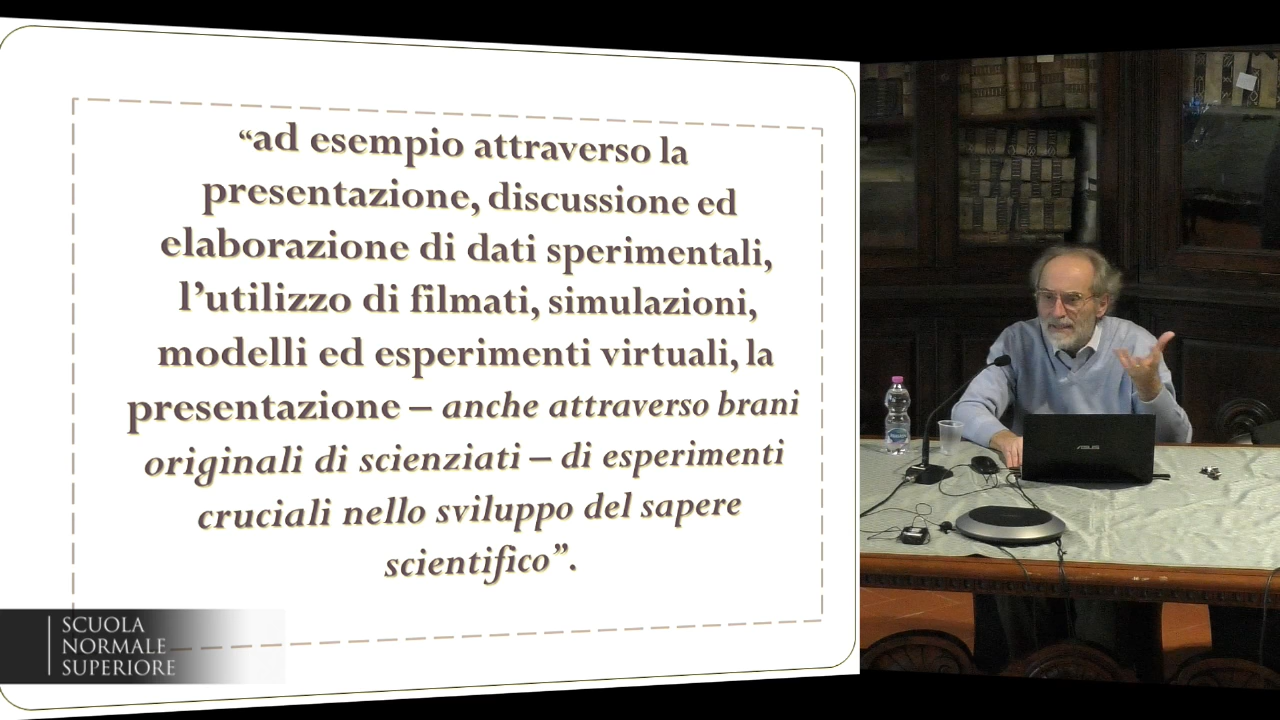 “ad esempio attraverso la
presentazione, discussione ed
elaborazione di dati sperimentali,
l’utilizzo di filmati, simulazioni,
modelli ed esperimenti virtuali, la
presentazione – anche attraverso brani
originali di scienziati – di esperimenti
cruciali nello sviluppo del sapere
scientifico”.
SCUOLA
NORMALE
SUPERIORE
ASUS